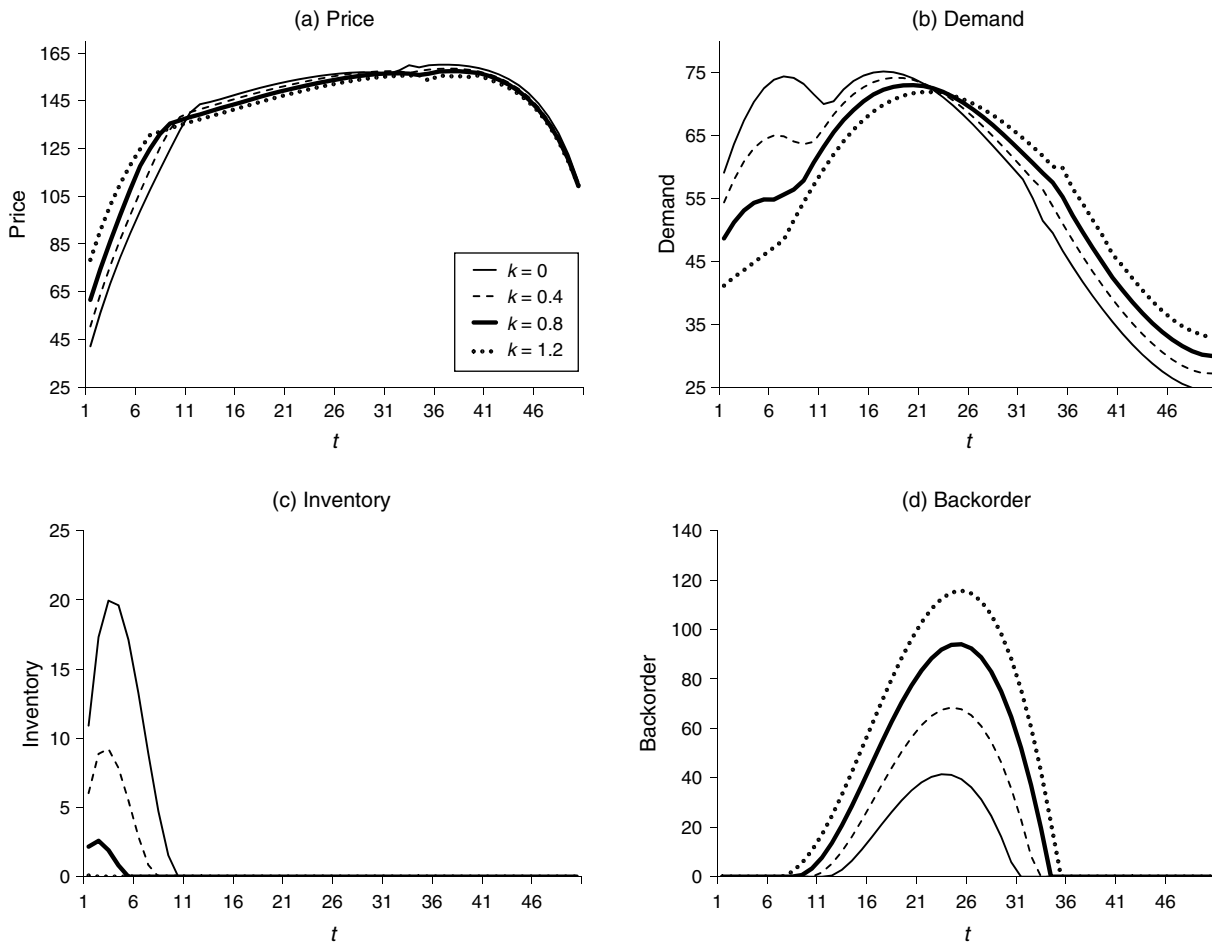 (a) Price
165
145
125
105
85
65
45
25
Price
1 6 11 16 21 26 31 36 41 46
t
k = 0
k = 0.4
k = 0.8
k = 1.2
(b) Demand
75
65
55
45
35
25
Demand
1 6 11 16 21 26 31 36 41 46
t
(c) Inventory
25
20
15
10
5
0
Inventory
1 6 11 16 21 26 31 36 41 46
t
(d) Backorder
140
120
100
80
60
40
20
0
Backorder
1 6 11 16 21 26 31 36 41 46
t